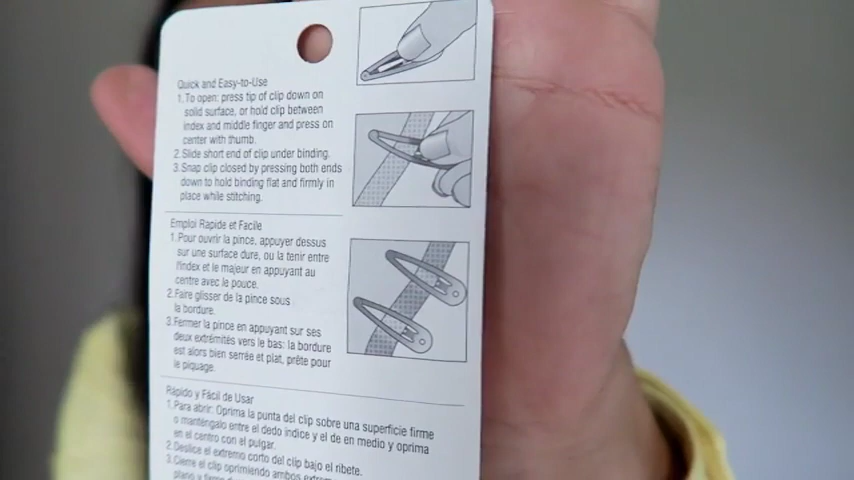 Quick and Easy-to-Use
1. To open: press tip of clip down on
solid surface, or hold clip between
index and middle finger and press on
center with thumb.
2. Slide short end of clip under binding.
3. Snap clip closed by pressing both ends
down to hold binding flat and firmly in
place while stitching.
Emploi Rapide et Facile
1. Pour ouvrir la pince, appuyer dessus
sur une surface dure, ou la tenir entre
l'index et le majeur en appuyant au
centre avec le pouce.
2. Faire glisser de la pince sous
la bordure.
3. Fermer la pince en appuyant sur ses
deux extrémités vers le bas: la bordure
est alors bien serrée et plat, prête pour
le piquage.
Rápido y Fácil de Usar
1. Para abrir: Oprima la punta del clip sobre una superficie firme
o manténgalo entre el dedo índice y el de en medio y oprima
en el centro con el pulgar.
2. Deslice el extremo corto del clip bajo el ribete.
3. Cierre el clip oprimiendo ambos
plano y